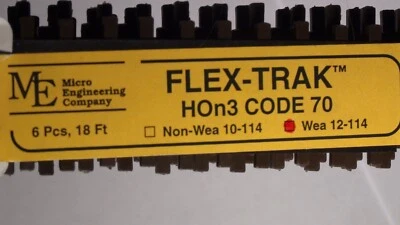 ME Micro
Engineering
Company
FLEX-TRAK™
HOn3 CODE 70
6 Pcs, 18 Ft
Non-Wea 10-114
Wea 12-114